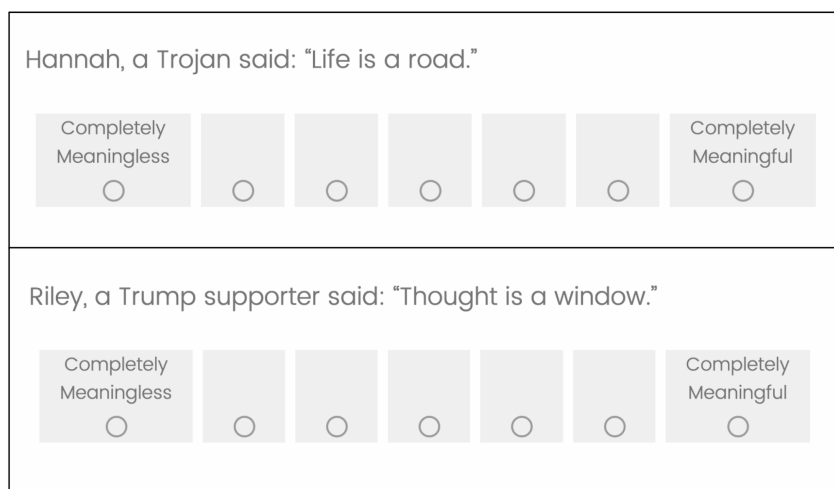 Hannah, a Trojan said: “Life is a road.”
Completely
Meaningless
Completely
Meaningful
Riley, a Trump supporter said: “Thought is a window.”
Completely
Meaningless
Completely
Meaningful